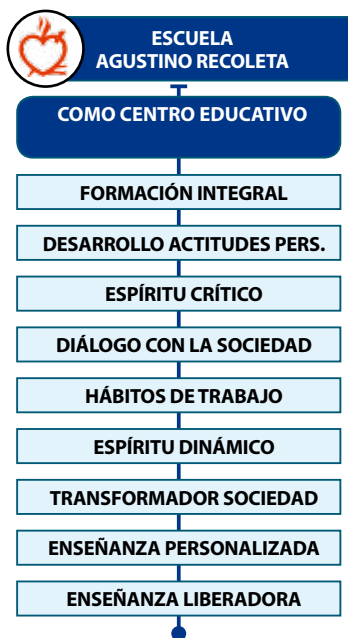 ESCUELA
AGUSTINO RECOLETA
COMO CENTRO EDUCATIVO
FORMACIÓN INTEGRAL
DESARROLLO ACTITUDES PERS.
ESPÍRITU CRÍTICO
DIÁLOGO CON LA SOCIEDAD
HÁBITOS DE TRABAJO
ESPÍRITU DINÁMICO
TRANSFORMADOR SOCIEDAD
ENSEÑANZA PERSONALIZADA
ENSEÑANZA LIBERADORA